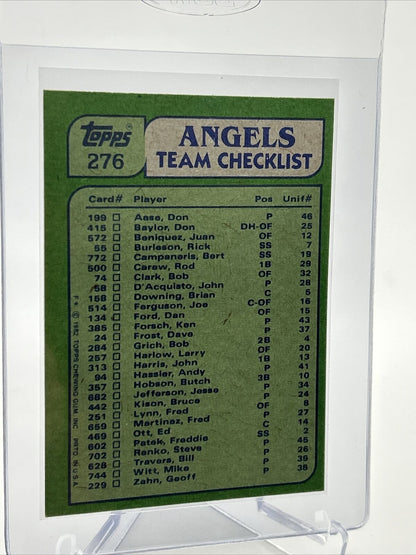 Topps
276
ANGELS
TEAM CHECKLIST
Card# Player Pos Unif#
199 Aase, Don P 46
415 Baylor, Don DH-OF 25
572 Beniquez, Juan OF 12
65 Burleson, Rick SS 7
772 Campaneris, Bert SS 19
500 Carew, Rod 1B 29
74 Clark, Bob OF 32
58 D'Acquisto, John P
158 Downing, Brian C 5
514 Ferguson, Joe C-OF 16
134 Ford, Dan OF 15
385 Forsch, Ken P 43
24 Frost, Dave P 37
284 Grich, Bob 2B 4
257 Harlow, Larry OF 20
313 Harris, John 1B 13
94 Hassler, Andy P 41
357 Hobson, Butch 3B 10
682 Jefferson, Jesse P 34
442 Kison, Bruce P 24
251 Lynn, Fred OF 8
659 Martinez, Fred P
469 Ott, Ed C 14
602 Patek, Freddie SS 2
702 Renko, Steve P 45
628 Travers, Bill P 36
744 Witt, Mike P 39
229 Zahn, Geoff P 38
© 1982 TOPPS CHEWING GUM, INC. PRTD IN U.S.A.